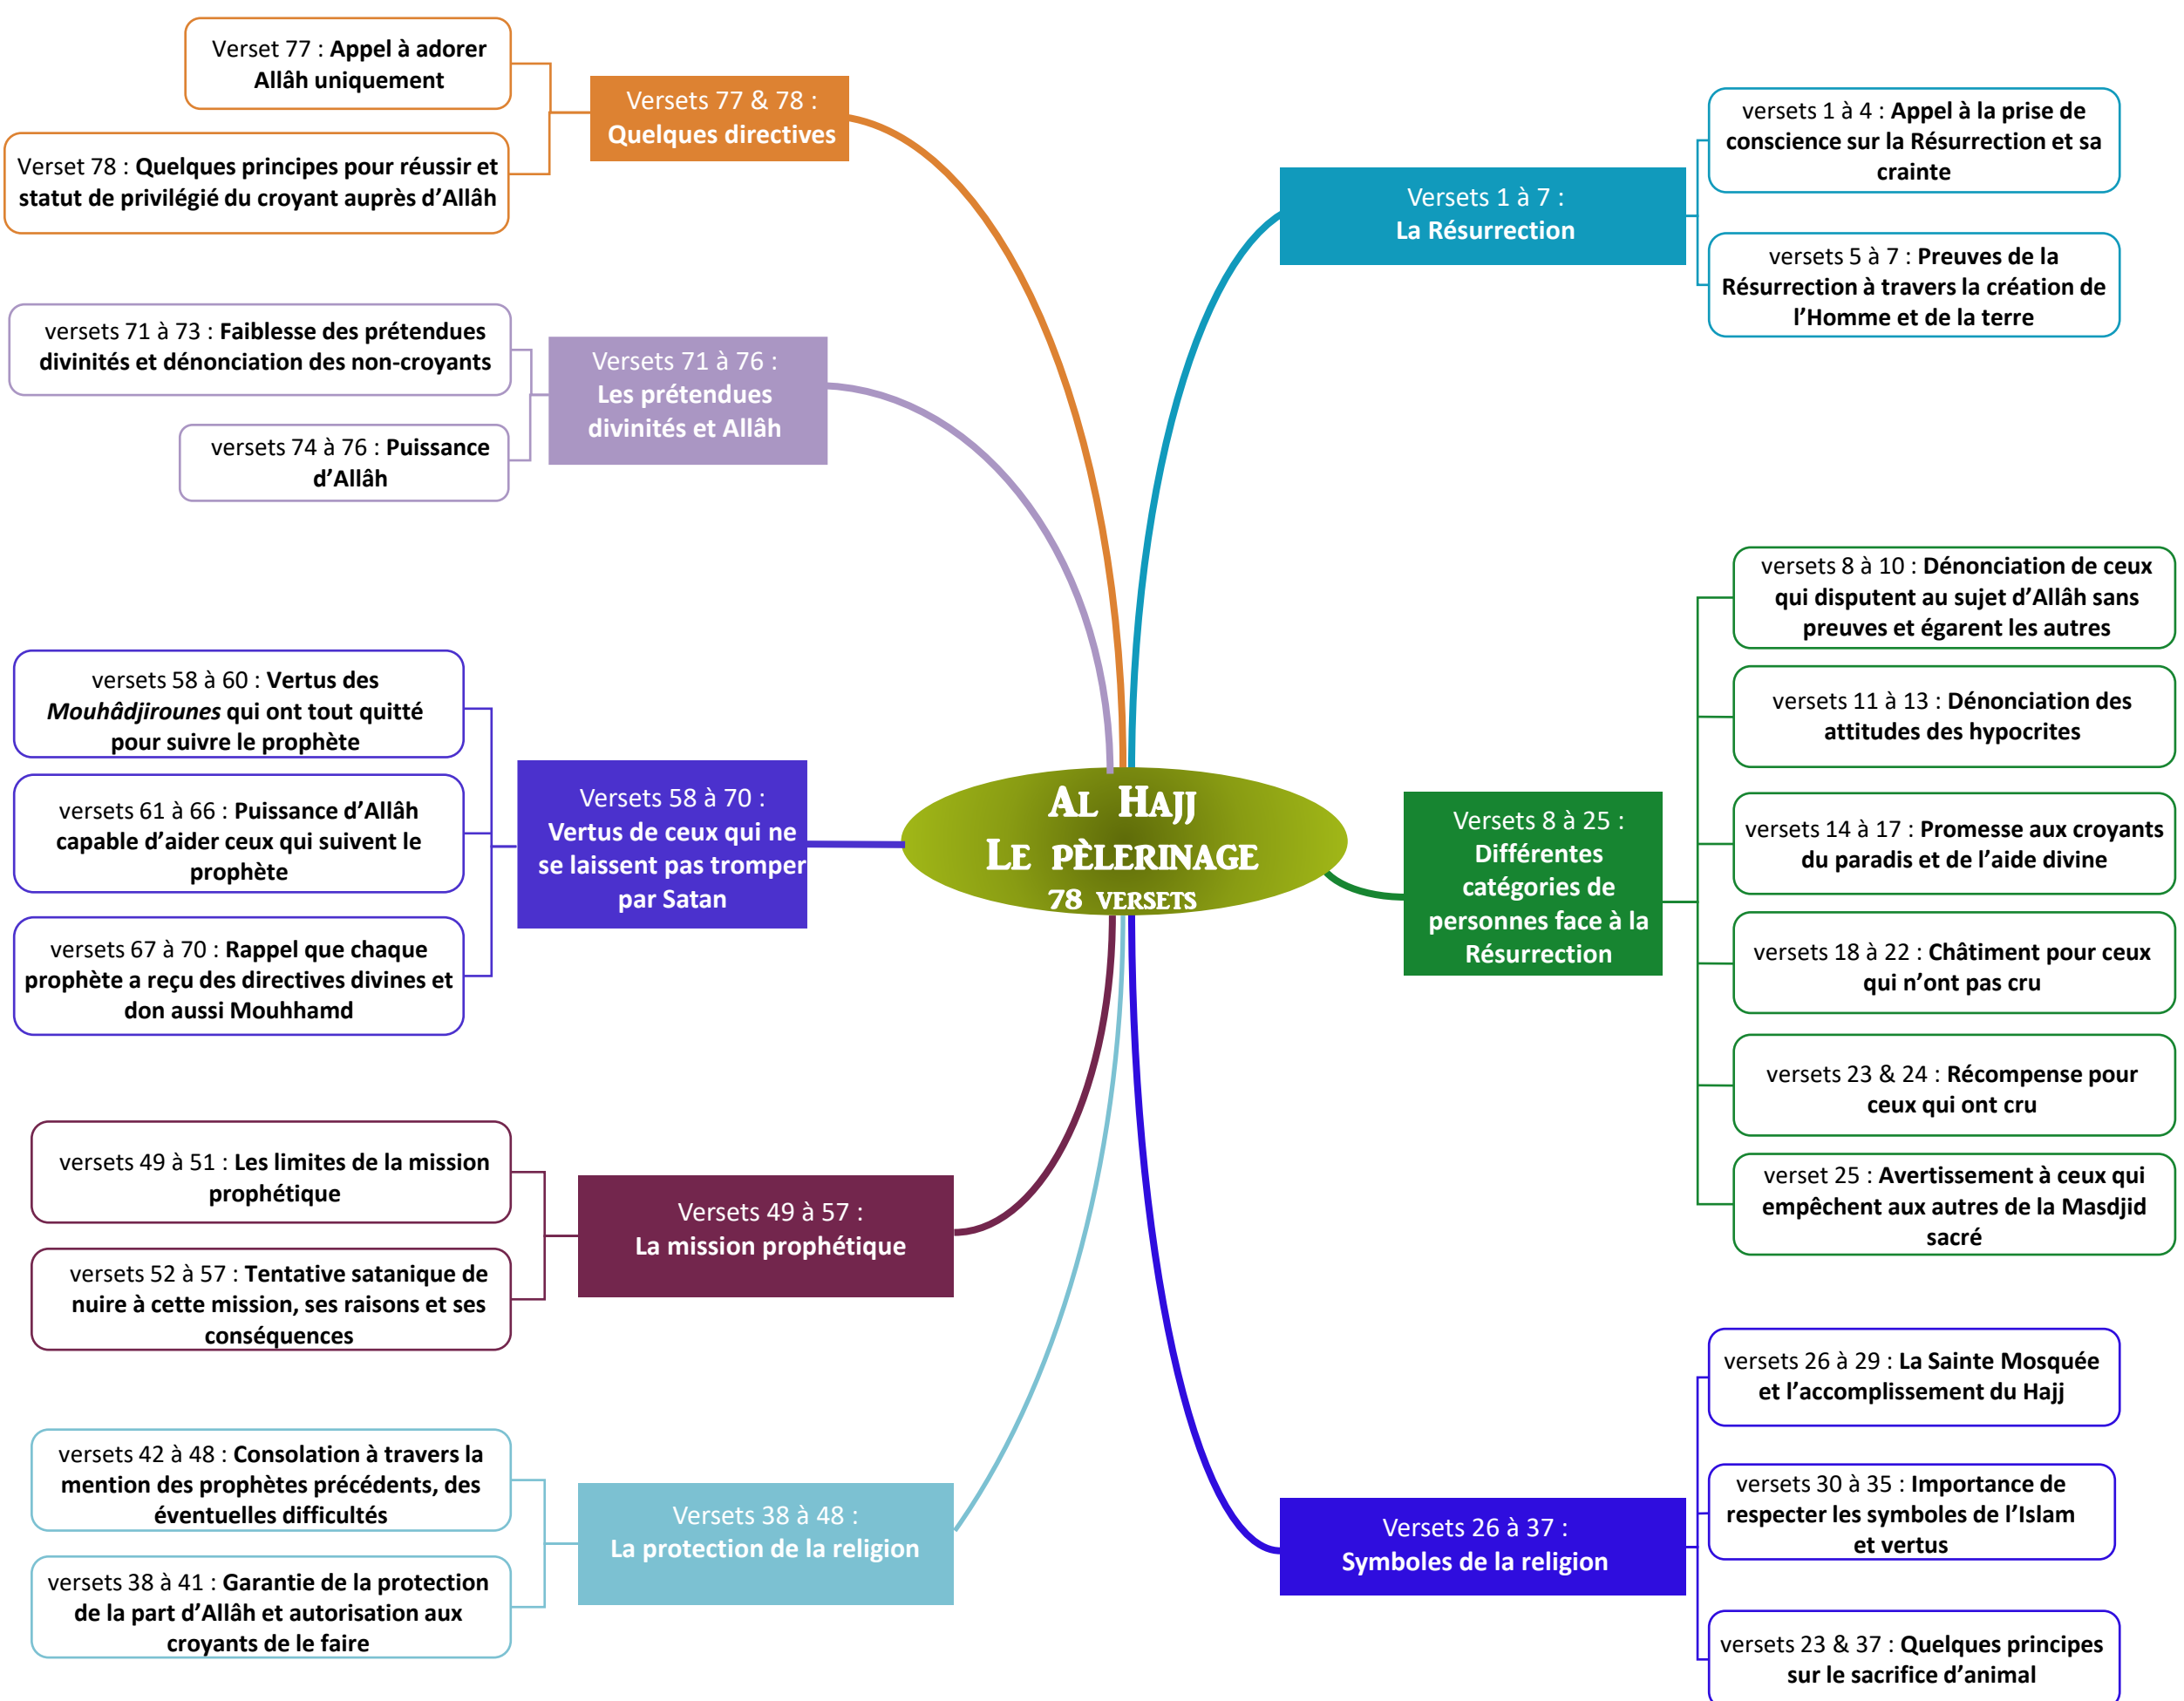 AL HAJJ
LE PÈLERINAGE
78 VERSETS
Versets 1 à 7 :
La Résurrection
versets 1 à 4 : Appel à la prise de
conscience sur la Résurrection et sa
crainte
versets 5 à 7 : Preuves de la
Résurrection à travers la création de
l’Homme et de la terre
Versets 8 à 25 :
Différentes
catégories de
personnes face à la
Résurrection
versets 8 à 10 : Dénonciation de ceux
qui disputent au sujet d’Allâh sans
preuves et égarent les autres
versets 11 à 13 : Dénonciation des
attitudes des hypocrites
versets 14 à 17 : Promesse aux croyants
du paradis et de l’aide divine
versets 18 à 22 : Châtiment pour ceux
qui n’ont pas cru
versets 23 & 24 : Récompense pour
ceux qui ont cru
verset 25 : Avertissement à ceux qui
empêchent aux autres de la Masdjid
sacré
Versets 26 à 37 :
Symboles de la religion
versets 26 à 29 : La Sainte Mosquée
et l’accomplissement du Hajj
versets 30 à 35 : Importance de
respecter les symboles de l’Islam
et vertus
versets 23 & 37 : Quelques principes
sur le sacrifice d’animal
Versets 38 à 48 :
La protection de la religion
versets 42 à 48 : Consolation à travers la
mention des prophètes précédents, des
éventuelles difficultés
versets 38 à 41 : Garantie de la protection
de la part d’Allâh et autorisation aux
croyants de le faire
Versets 49 à 57 :
La mission prophétique
versets 49 à 51 : Les limites de la mission
prophétique
versets 52 à 57 : Tentative satanique de
nuire à cette mission, ses raisons et ses
conséquences
Versets 58 à 70 :
Vertus de ceux qui ne
se laissent pas tromper
par Satan
versets 58 à 60 : Vertus des
Mouhâdjirounes qui ont tout quitté
pour suivre le prophète
versets 61 à 66 : Puissance d’Allâh
capable d’aider ceux qui suivent le
prophète
versets 67 à 70 : Rappel que chaque
prophète a reçu des directives divines et
don aussi Mouhhamd
Versets 71 à 76 :
Les prétendues
divinités et Allâh
versets 71 à 73 : Faiblesse des prétendues
divinités et dénonciation des non-croyants
versets 74 à 76 : Puissance
d’Allâh
Versets 77 & 78 :
Quelques directives
Verset 77 : Appel à adorer
Allâh uniquement
Verset 78 : Quelques principes pour réussir et
statut de privilégié du croyant auprès d’Allâh